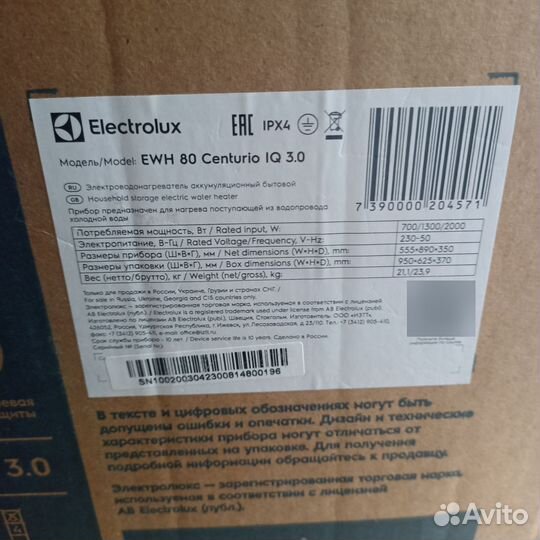 Electrolux
EAC IPX4
Модель/Model: EWH 80 Centurio IQ 3.0
RU Электроводонагреватель аккумуляционный бытовой
GB Household storage electric water heater
Прибор предназначен для нагрева поступающей из водопровода
холодной воды
7 390000 204571
Потребляемая мощность, Вт / Rated input, W: 700/1300/2000
Электропитание, В-Гц / Rated Voltage/Frequency, V-Hz: 230-50
Размеры прибора (Ш×В×Г), мм / Net dimensions (W×H×D), mm: 555×890×350
Размеры упаковки (Ш×В×Г), мм / Box dimensions (W×H×D), mm: 950×625×370
Вес (нетто/брутто), кг / Weight (net/gross), kg: 21,1/23,9
Только для продажи в России, Украине, Грузии и странах СНГ. /
For sale in Russia, Ukraine, Georgia and CIS countries only.
Электролюкс – зарегистрированная торговая марка, используемая в соответствии с лицензией
AB Electrolux (публ.). / Electrolux is a registered trademark used under license from AB Electrolux (publ).
Срок службы прибора - 10 лет. / Device service life is 10 years.
SN1002003042300814800196
В тексте и цифровых обозначениях могут быть
допущены ошибки и опечатки. Дизайн и технические
характеристики прибора могут отличаться от
представленных на упаковке. Для получения
подробной информации обращайтесь к продавцу.
Электролюкс — зарегистрированная торговая марка,
используемая в соответствии с лицензией
AB Electrolux (публ.).
3.0
Avito